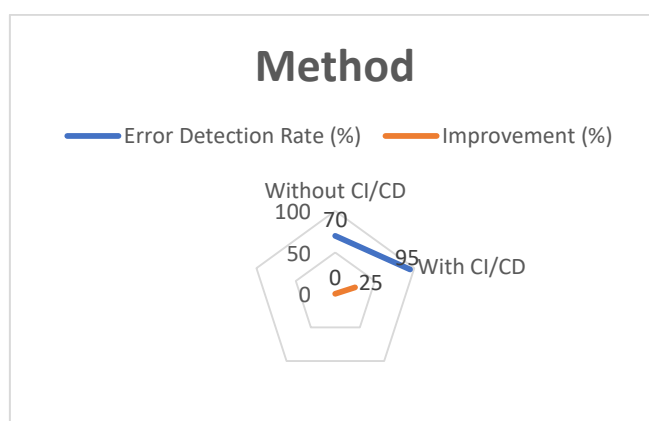 Method
Error Detection Rate (%) Improvement (%)
Without CI/CD
100
70
50
95
With CI/CD
0
25
0